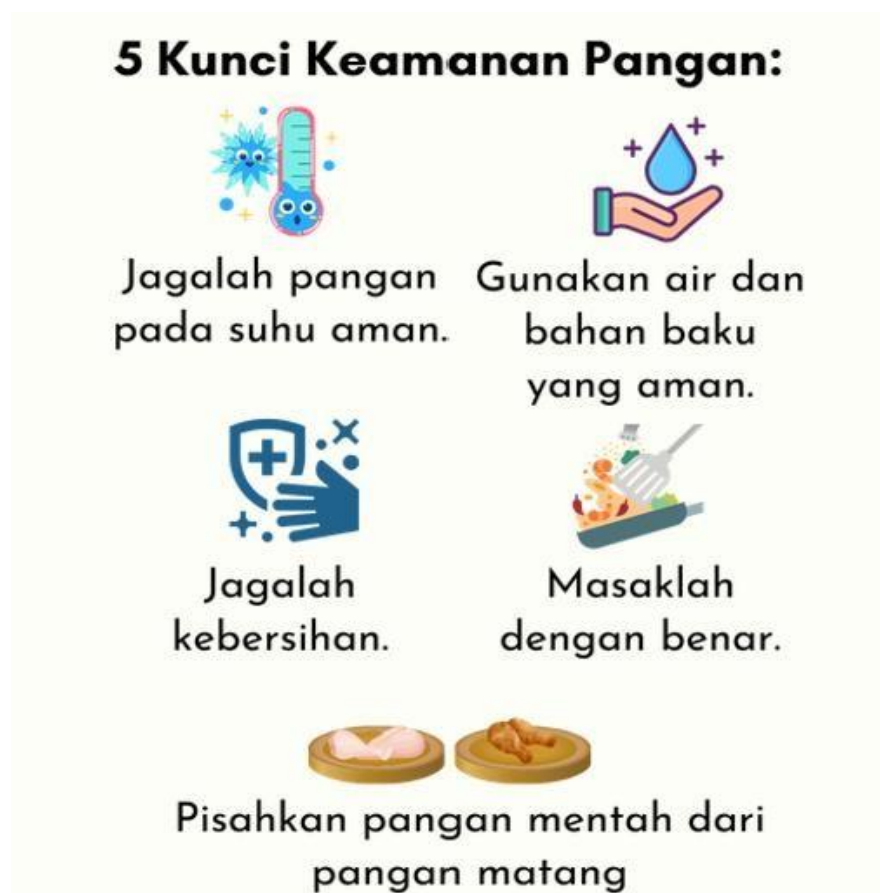 5 Kunci Keamanan Pangan:
Jagalah pangan
pada suhu aman.
Gunakan air dan
bahan baku
yang aman.
Jagalah
kebersihan.
Masaklah
dengan benar.
Pisahkan pangan mentah dari
pangan matang